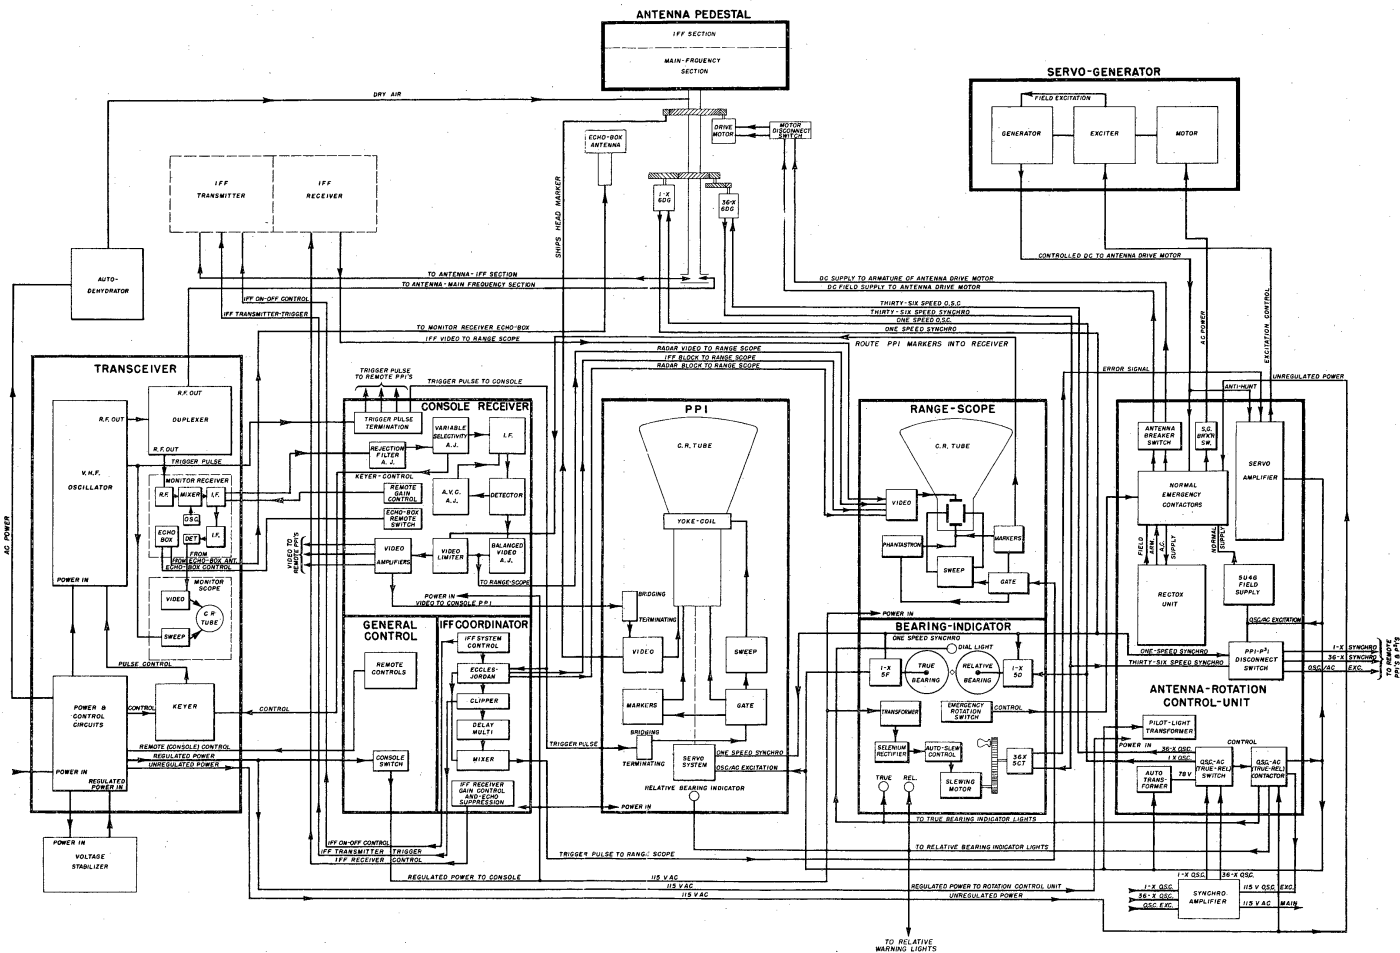 ANTENNA PEDESTAL
IFF SECTION
MAIN-FRQUENCY
SECTION
SERVO-GENERATOR
FIELD EXCITATION
GENERATOR
EXCITER
MOTOR
DRY AIR
DRIVE
MOTOR
MOTOR
DISCONNECT
SWITCH
ECHO-BOX
ANTENNA
IFF
TRANSMITTER
IFF
RECEIVER
SHIPS HEAD MARKER
1-X
6DG
36-X
6DG
AUTO-
DEHYDRATOR
CONTROLLED DC TO ANTENNA DRIVE MOTOR
TO ANTENNA-IFF SECTION
TO ANTENNA-MAIN FREQUENCY SECTION
DC SUPPLY TO ARMATURE OF ANTENNA DRIVE MOTOR
DC FIELD SUPPLY TO ANTENNA DRIVE MOTOR
IFF ON-OFF CONTROL
IFF TRANSMITTER-TRIGGER
THIRTY-SIX SPEED O.S.C
THIRTY-SIX SPEED SYNCHRO
ONE SPEED O.S.C.
ONE SPEED SYNCHRO
AC POWER
EXCITATION CONTROL
TO MONITOR RECEIVER ECHO-BOX
IFF VIDEO TO RANGE SCOPE
ROUTE PPI MARKERS INTO RECEIVER
RADAR VIDEO TO RANGE SCOPE
IFF BLOCK TO RANGE SCOPE
RADAR BLOCK TO RANGE SCOPE
TRIGGER PULSE
TO REMOTE PPI'S
TRIGGER PULSE TO CONSOLE
ERROR SIGNAL
UNREGULATED POWER
ANTI-HUNT
TRANSCEIVER
R.F. OUT
R.F. OUT
DUPLEXER
R.F. OUT
V.H.F.
OSCILLATOR
TRIGGER PULSE
MONITOR RECEIVER
R.F.
MIXER
I.F.
OSC.
I.F.
DET
ECHO
BOX
FROM
FROM ECHO-BOX ANT.
ECHO-BOX CONTROL
MONITOR
SCOPE
VIDEO
C R
TUBE
SWEEP
POWER IN
PULSE CONTROL
POWER &
CONTROL
CIRCUITS
CONTROL
KEYER
CONTROL
REMOTE (CONSOLE) CONTROL
REGULATED POWER
UNREGULATED POWER
POWER IN
REGULATED
POWER IN
AC POWER
POWER IN
VOLTAGE
STABILIZER
CONSOLE RECEIVER
TRIGGER PULSE
TERMINATION
VARIABLE
SELECTIVITY
A.J.
I.F.
REJECTION
FILTER
A.J.
KEYER-CONTROL
REMOTE
GAIN
CONTROL
A.V.C.
A.J.
DETECTOR
ECHO-BOX
REMOTE
SWITCH
VIDEO TO
REMOTE PPI'S
VIDEO
AMPLIFIERS
VIDEO
LIMITER
BALANCED
VIDEO A.J.
TO RANGE-SCOPE
POWER IN
VIDEO TO CONSOLE PPI
GENERAL
CONTROL
REMOTE
CONTROLS
CONSOLE
SWITCH
IFF COORDINATOR
IFF SYSTEM
CONTROL
ECCLES-
JORDAN
CLIPPER
DELAY
MULTI
MIXER
IFF RECEIVER
GAIN CONTROL
AND-ECHO
SUPPRESSION
TRIGGER PULSE
POWER IN
IFF ON-OFF CONTROL
IFF TRANSMITTER TRIGGER
IFF RECEIVER CONTROL
PPI
C.R. TUBE
YOKE-COIL
BRIDGING
TERMINATING
VIDEO
SWEEP
MARKERS
GATE
BRIDGING
TERMINATING
SERVO
SYSTEM
ONE SPEED SYNCHRO
OSC/AC EXCITATION
RELATIVE BEARING INDICATOR
RANGE-SCOPE
C.R. TUBE
VIDEO
PHANTASTRON
MARKERS
SWEEP
GATE
POWER IN
BEARING-INDICATOR
ONE SPEED SYNCHRO
DIAL LIGHT
1-X
5F
TRUE
BEARING
RELATIVE
BEARING
1-X
5D
TRANSFORMER
EMERGENCY
ROTATION
SWITCH
CONTROL
SELENIUM
RECTIFIER
AUTO-SLEW
CONTROL
36X
5CT
SLEWING
MOTOR
TRUE
REL.
TO TRUE BEARING INDICATOR LIGHTS
TO RELATIVE BEARING INDICATOR LIGHTS
TRIGGER PULSE TO RANGE SCOPE
ANTENNA
BREAKER
SWITCH
S.G.
BRK'R
SW.
SERVO
AMPLIFIER
NORMAL
EMERGENCY
CONTACTORS
FIELD
ARM.
A.C.
SUPPLY
NORMAL
SUPPLY
RECTOX
UNIT
5U4G
FIELD
SUPPLY
OSC/AC EXCITATION
ONE-SPEED SYNCHRO
THIRTY-SIX SPEED SYNCHRO
PPI-P³I
DISCONNECT
SWITCH
1-X SYNCHRO
36-X SYNCHRO
OSC./AC EXC.
TO REMOTE
PPI'S & P³I'S
ANTENNA-ROTATION
CONTROL-UNIT
PILOT-LIGHT
TRANSFORMER
POWER IN
CONTROL
36-X OSC.
1 X OSC.
AUTO
TRANS-
FORMER
78V
OSC.-AC
(TRUE-REL)
SWITCH
OSC.-AC
(TRUE-REL)
CONTACTOR
REGULATED POWER TO CONSOLE
115 V AC
115 V AC
115 V AC
REGULATED POWER TO ROTATION CONTROL UNIT
UNREGULATED POWER
1-X OSC.
36-X OSC.
1-X OSC.
36-X OSC.
OSC. EXC.
SYNCHRO
AMPLIFIER
115 V OSC. EXC.
115 V AC MAIN
TO RELATIVE
WARNING LIGHTS